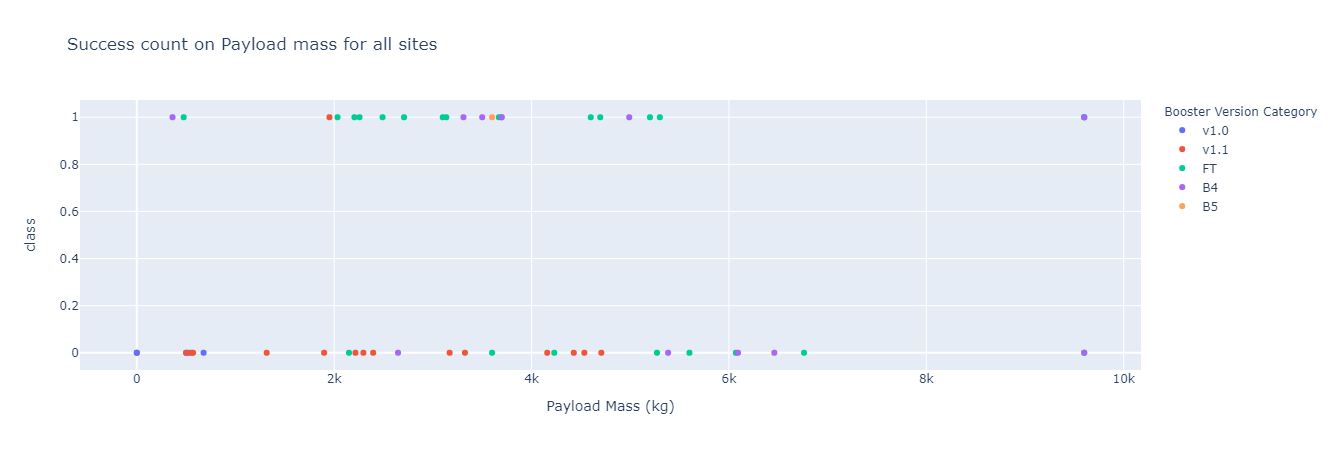 Success count on Payload mass for all sites
Booster Version Category
v1.0
v1.1
FT
B4
B5
1
0.8
0.6
0.4
0.2
0
class
0 2k 4k 6k 8k 10k
Payload Mass (kg)